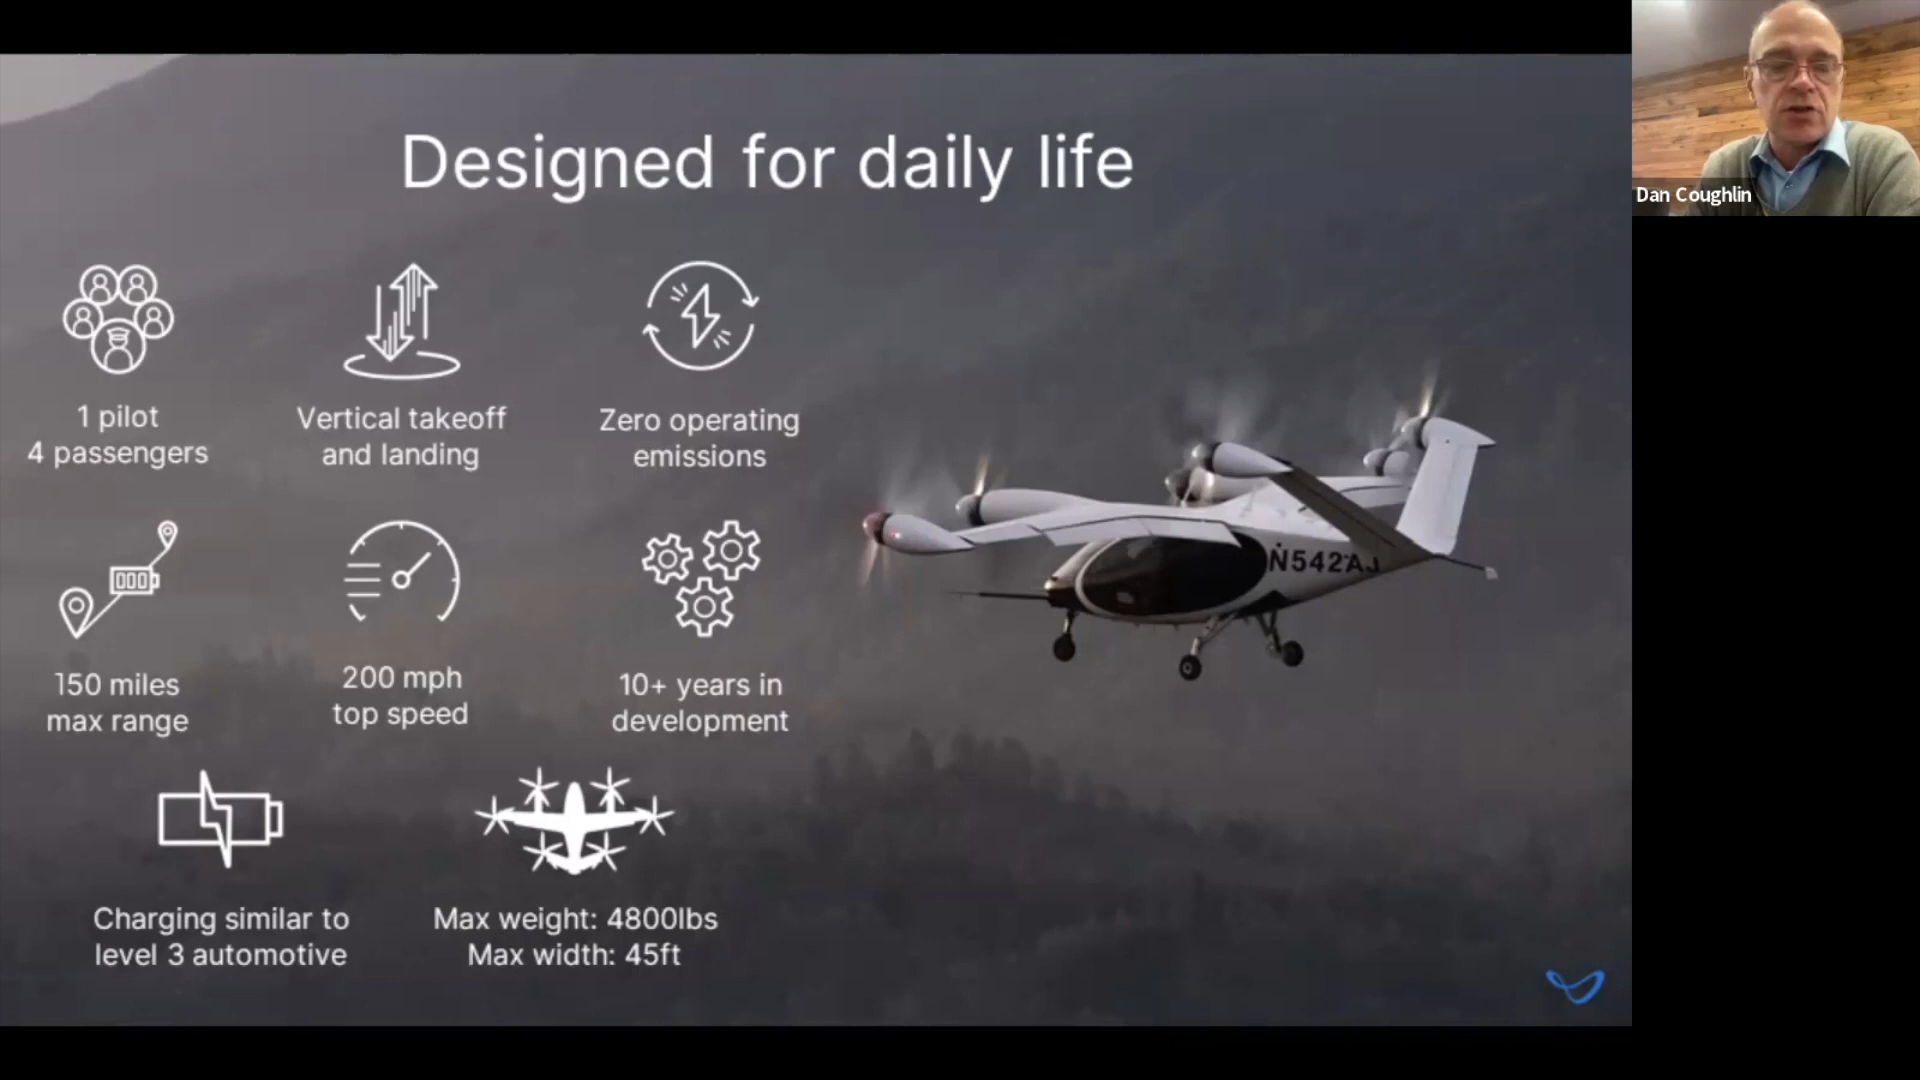 Designed for daily life
Dan Coughlin
1 pilot
4 passengers
Vertical takeoff
and landing
Zero operating
emissions
N542AJ
150 miles
max range
200 mph
top speed
10+ years in
development
Charging similar to
level 3 automotive
Max weight: 4800lbs
Max width: 45ft